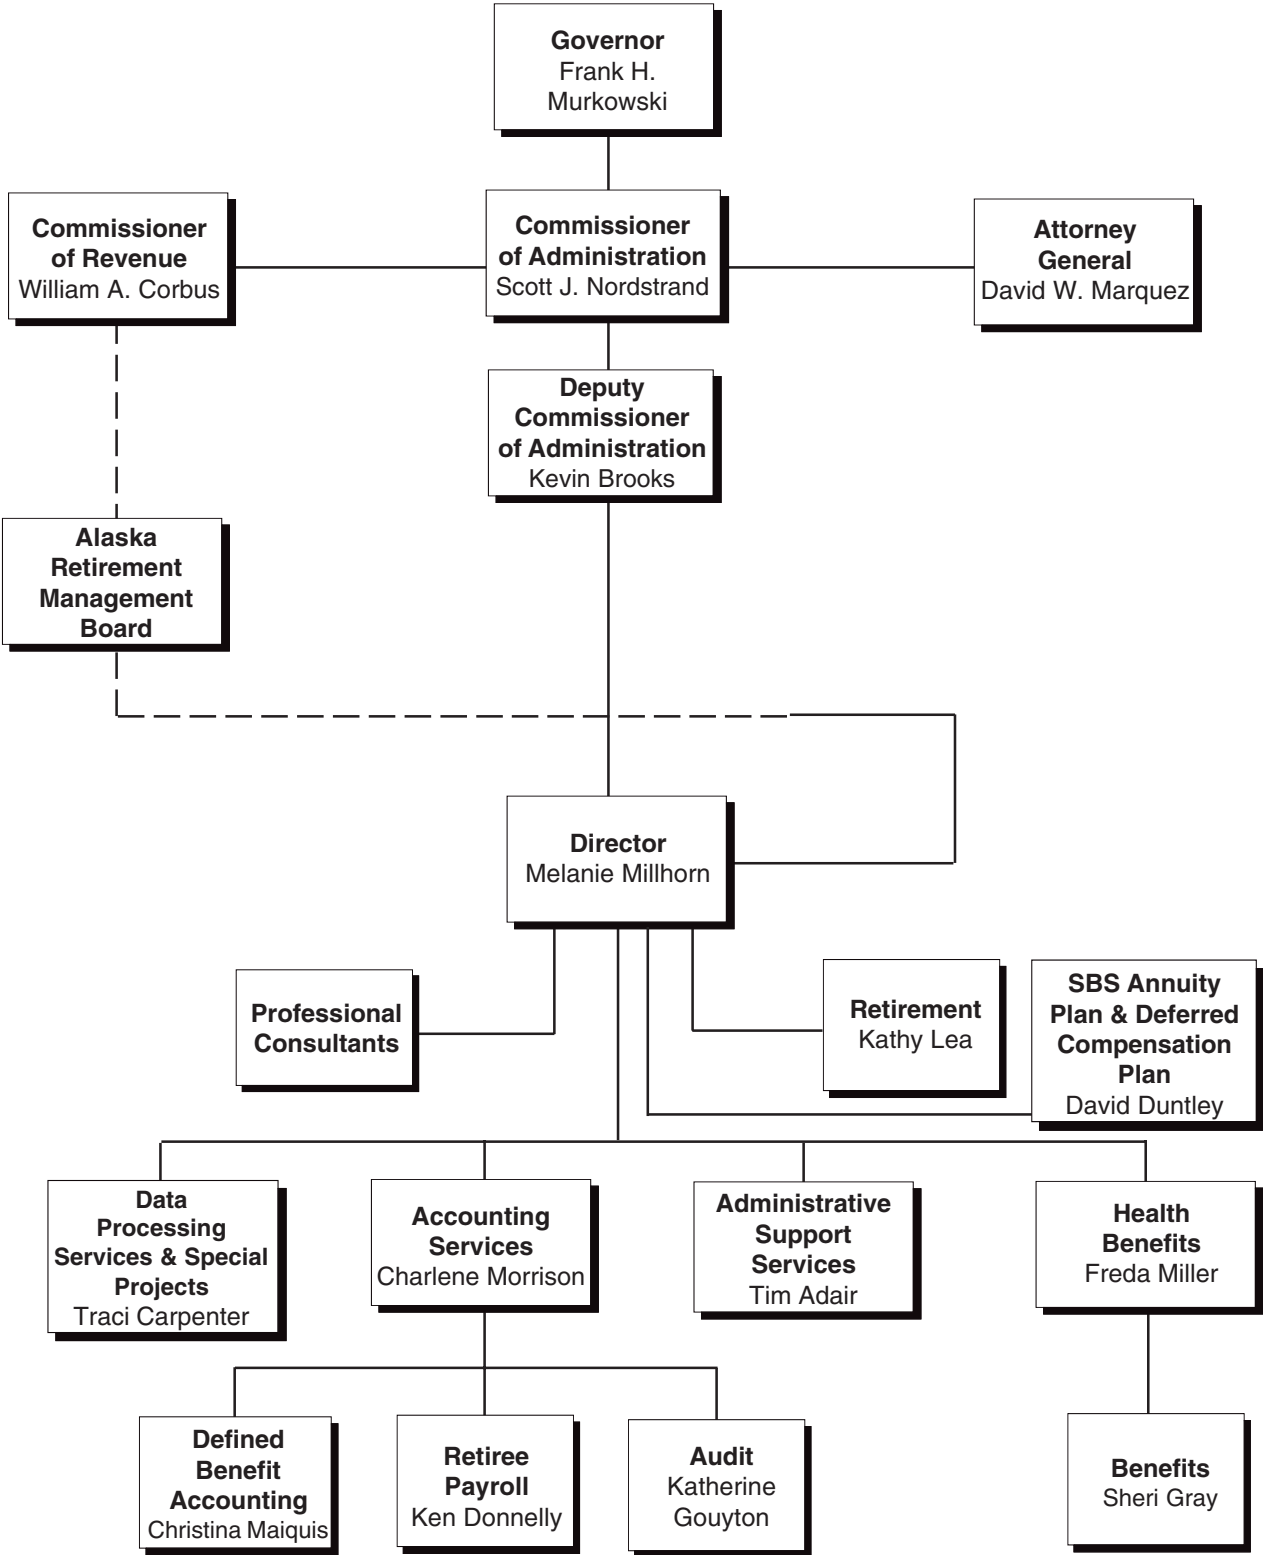 Governor
Frank H.
Murkowski
Commissioner
of Revenue
William A. Corbus
Commissioner
of Administration
Scott J. Nordstrand
Attorney
General
David W. Marquez
Deputy
Commissioner
of Administration
Kevin Brooks
Alaska
Retirement
Management
Board
Director
Melanie Millhorn
Professional
Consultants
Retirement
Kathy Lea
SBS Annuity
Plan & Deferred
Compensation
Plan
David Duntley
Data
Processing
Services & Special
Projects
Traci Carpenter
Accounting
Services
Charlene Morrison
Administrative
Support
Services
Tim Adair
Health
Benefits
Freda Miller
Defined
Benefit
Accounting
Christina Maiquis
Retiree
Payroll
Ken Donnelly
Audit
Katherine
Gouyton
Benefits
Sheri Gray